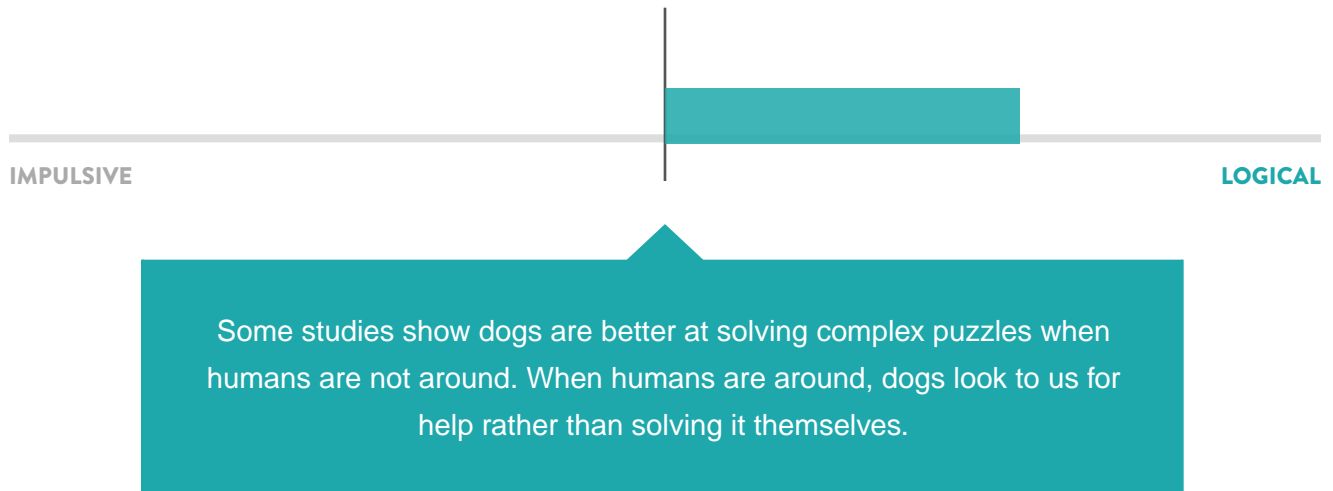 IMPULSIVE
LOGICAL
Some studies show dogs are better at solving complex puzzles when
humans are not around. When humans are around, dogs look to us for
help rather than solving it themselves.